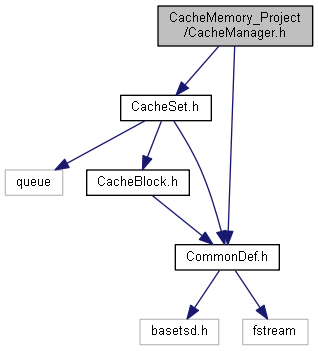 CacheMemory_Project
/CacheManager.h
CacheSet.h
queue
CacheBlock.h
CommonDef.h
basetsd.h
fstream